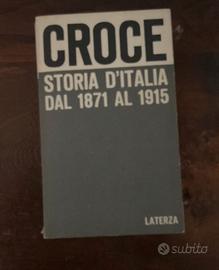 CROCE
STORIA D'ITALIA
DAL 1871 AL 1915
LATERZA
subito